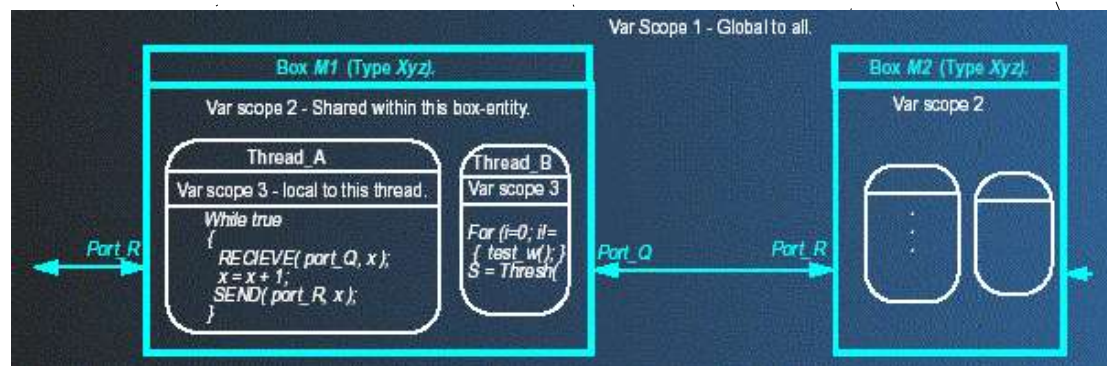 Var Scope 1 - Global to all.
Box M1 (Type Xyz).
Var scope 2 - Shared within this box-entity.
Thread_A
Var scope 3 - local to this thread.
While true
{
RECIEVE( port_Q, x );
x = x + 1;
SEND( port_R, x );
}
Thread_B
Var scope 3
For (i=0; i!=
{ test_w(); }
S = Thresh(
Port_R
Port_Q
Port_R
Box M2 (Type Xyz).
Var scope 2